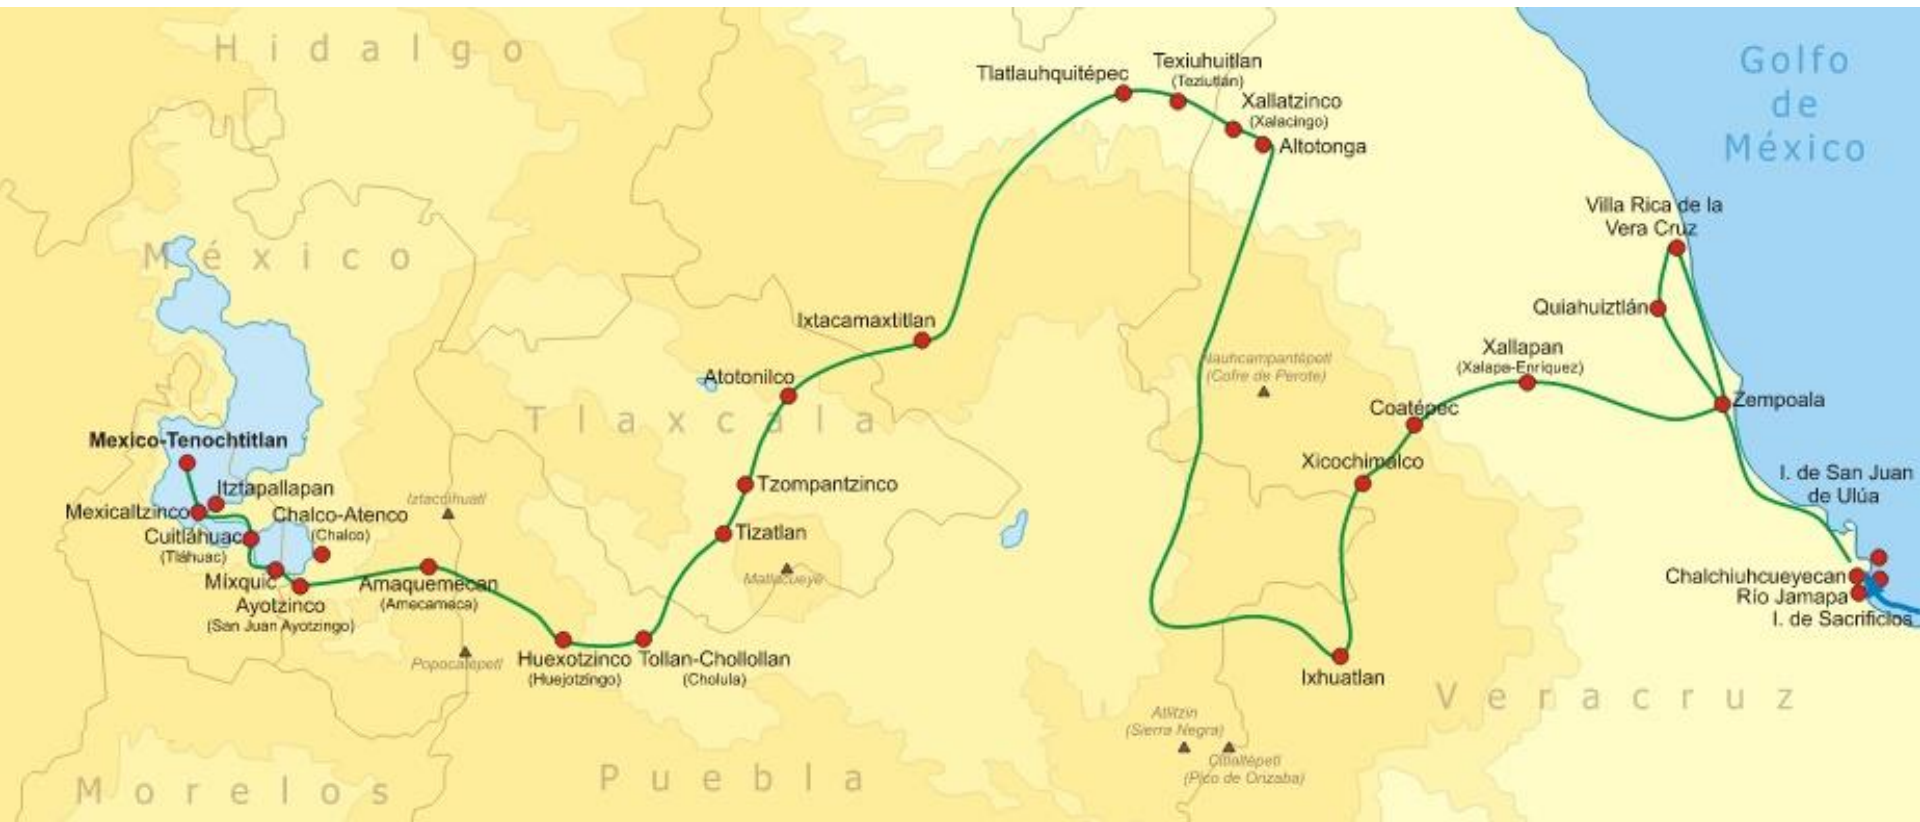 Hidalgo
Golfo
de
México
Tlatlauhquitépec
Texiuhuitlan
(Teziutlán)
Xallatzinco
(Xalacingo)
Altotonga
Villa Rica de la
Vera Cruz
México
Quiahuiztlán
Ixtacamaxtitlan
Xallapan
(Xalapa-Enríquez)
Nauhcampantépetl
(Cofre de Perote)
Atotonilco
Zempoala
Coatépec
Tlaxcala
Mexico-Tenochtitlan
Xicochimalco
I. de San Juan
de Ulúa
Itztapallapan
Tzompantzinco
Iztaccíhuatl
Mexicaltzinco
Chalco-Atenco
(Chalco)
Cuitláhuac
(Tláhuac)
Tizatlan
Mixquic
Amaquemecan
(Amecameca)
Matlacueye
Chalchiuhcueyecan
Río Jamapa
I. de Sacrificios
Ayotzinco
(San Juan Ayotzingo)
Popocatépetl
Huexotzinco
(Huejotzingo)
Tollan-Chollollan
(Cholula)
Ixhuatlan
Veracruz
Atlitzin
(Sierra Negra)
Citlaltépetl
(Pico de Orizaba)
Puebla
Morelos